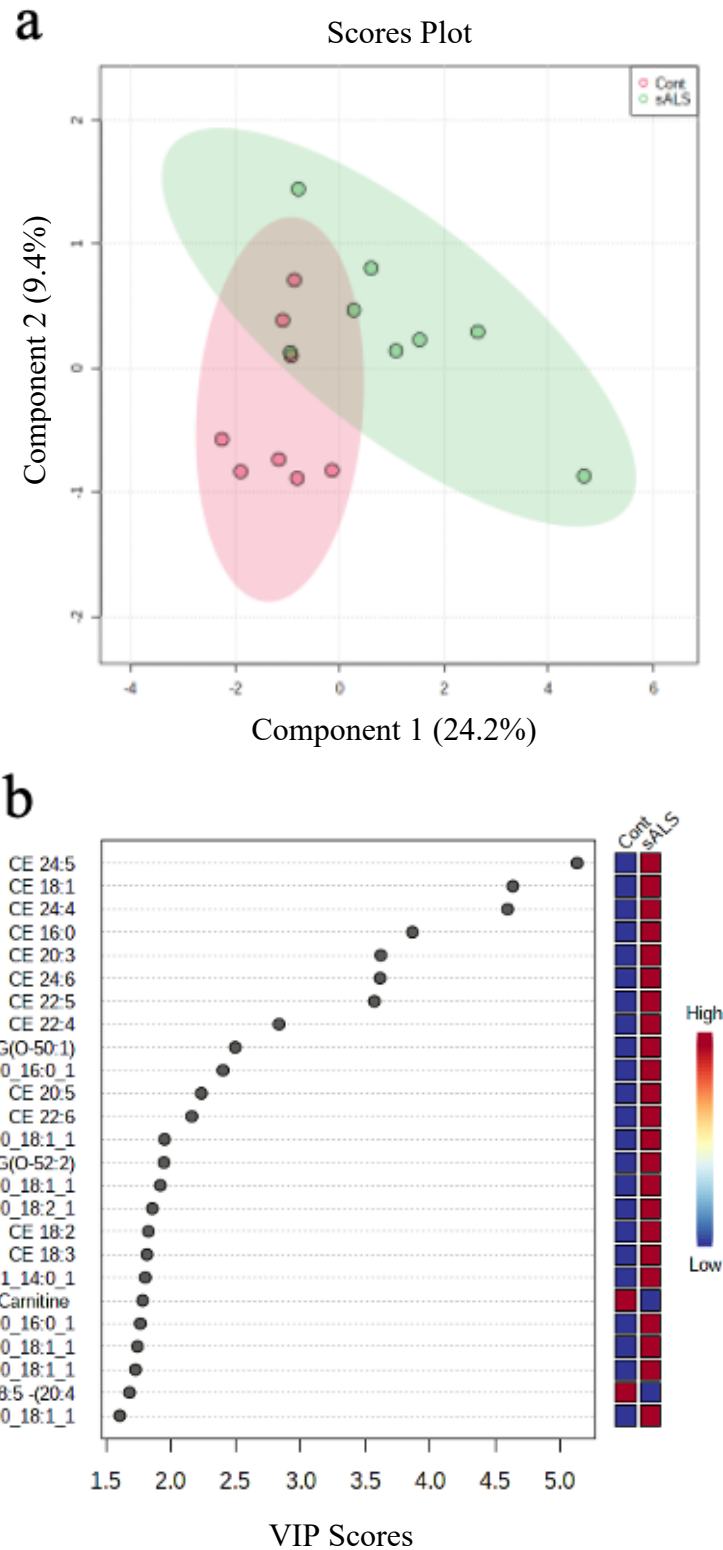 a
Scores Plot
Cont
sALS
Component 2 (9.4%)
2
1
0
-1
-2
-4
-2
0
2
4
6
Component 1 (24.2%)
b
Cont
sALS
CE 24:5
CE 18:1
CE 24:4
CE 16:0
CE 20:3
CE 24:6
CE 22:5
CE 22:4
G(O-50:1)
0_16:0_1
CE 20:5
CE 22:6
0_18:1_1
G(O-52:2)
0_18:1_1
0_18:2_1
CE 18:2
CE 18:3
1_14:0_1
Carnitine
0_16:0_1
0_18:1_1
0_18:1_1
8:5 -(20:4
0_18:1_1
High
Low
1.5 2.0 2.5 3.0 3.5 4.0 4.5 5.0
VIP Scores